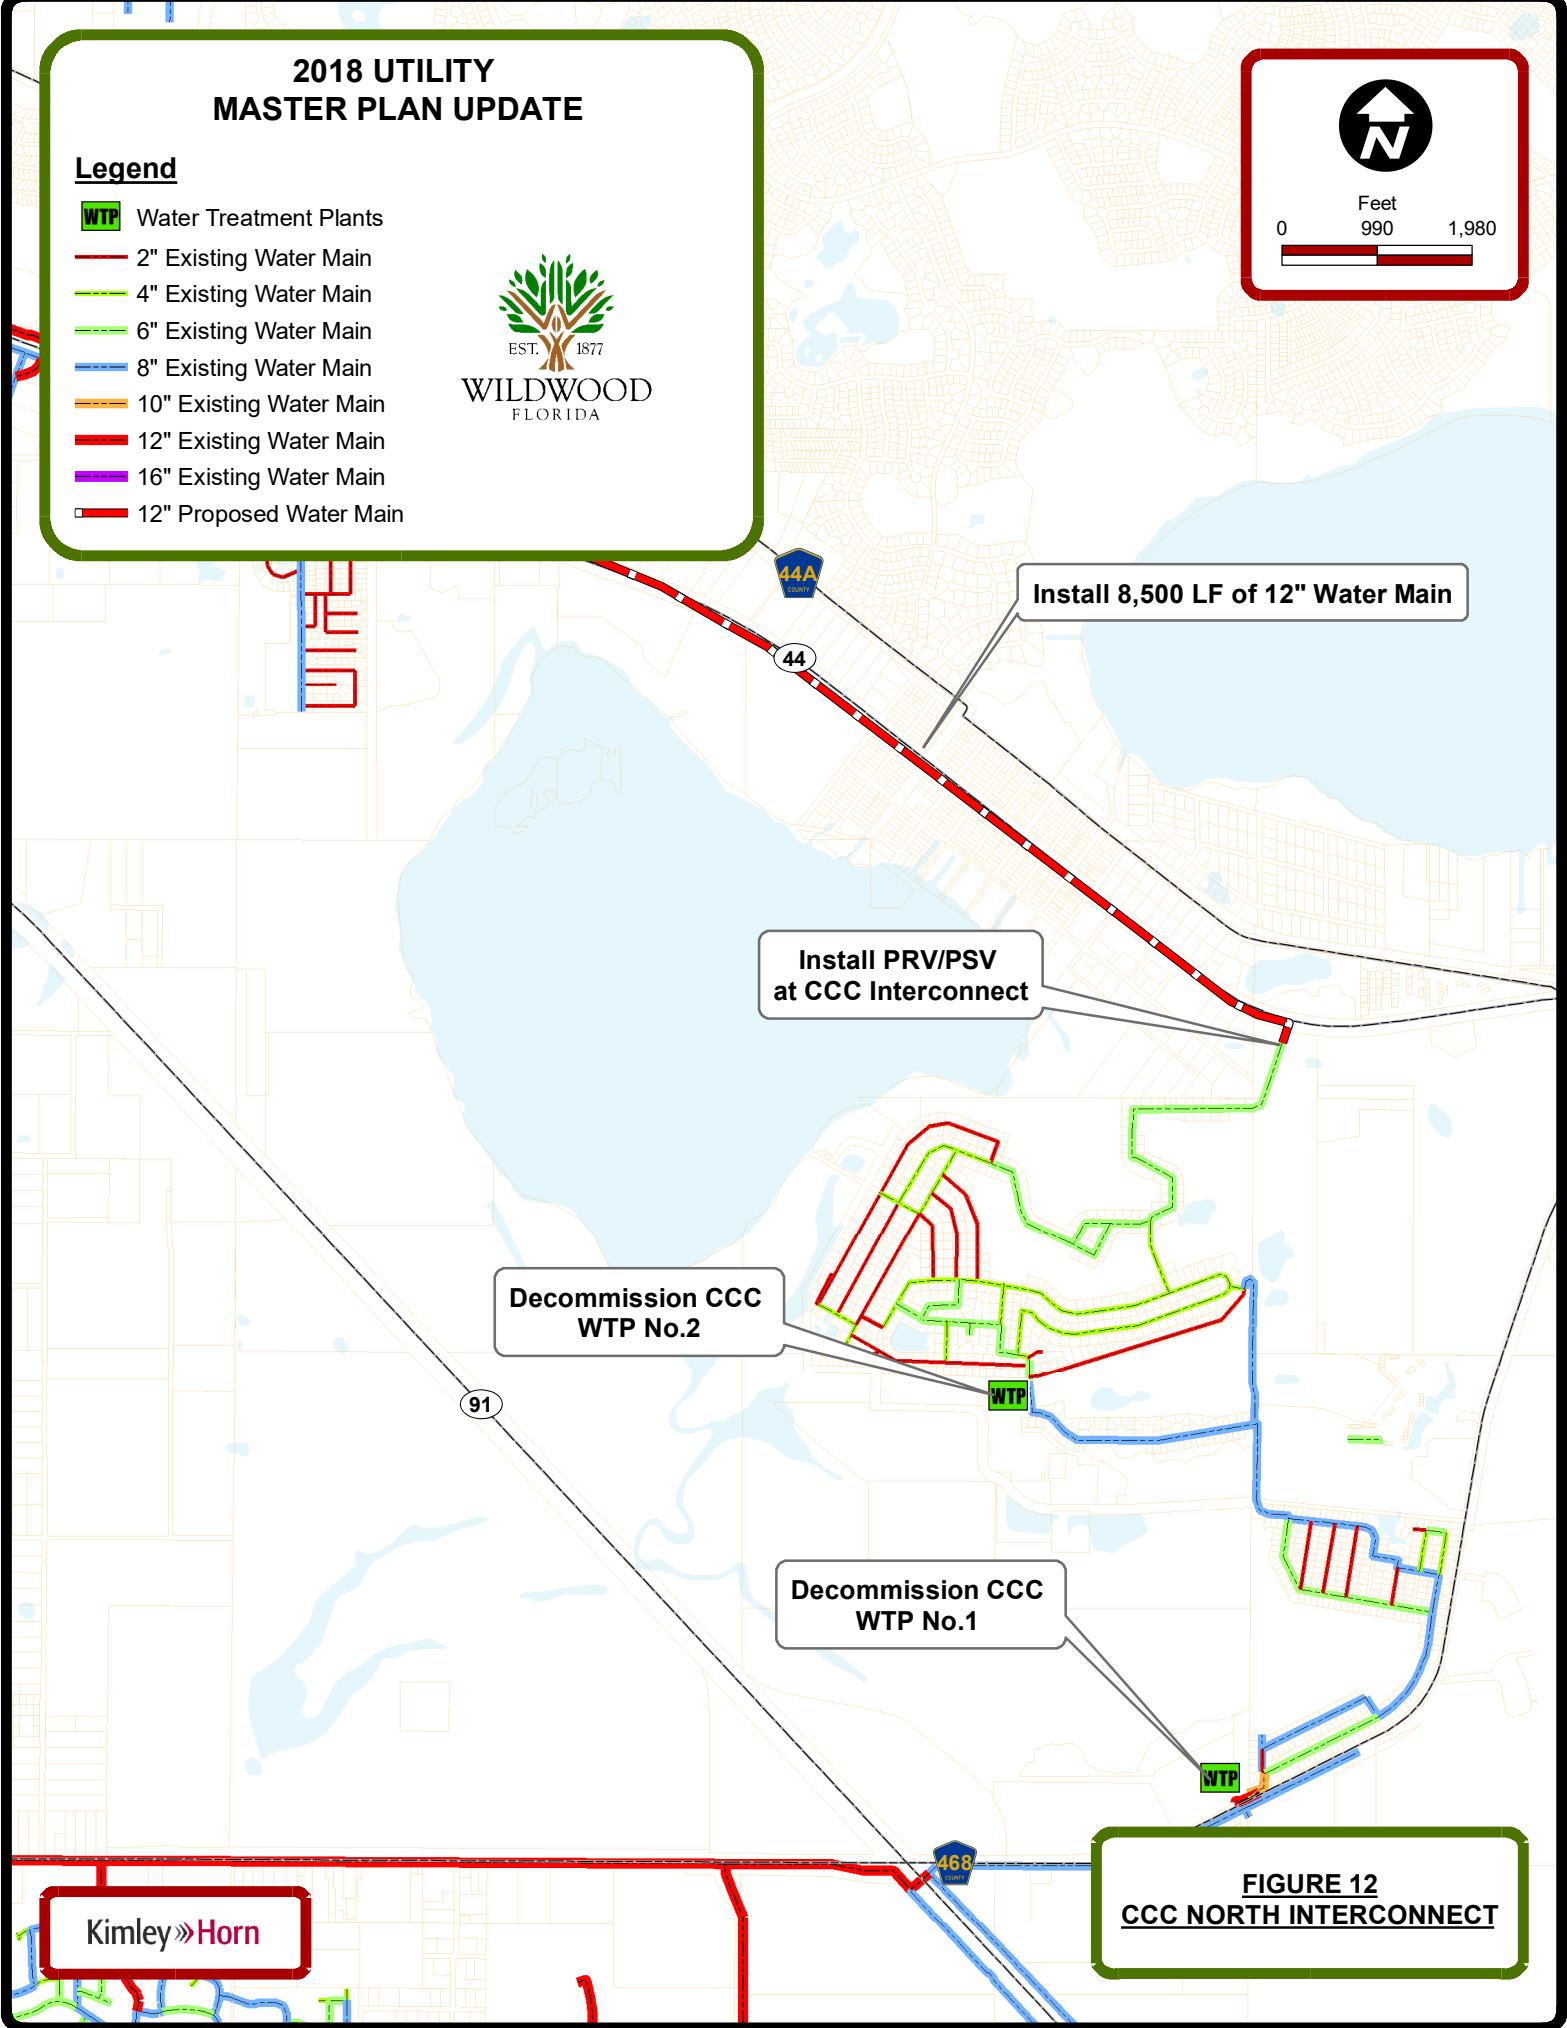 2018 UTILITY
MASTER PLAN UPDATE
Legend
WTP Water Treatment Plants
2" Existing Water Main
4" Existing Water Main
6" Existing Water Main
8" Existing Water Main
10" Existing Water Main
12" Existing Water Main
16" Existing Water Main
12" Proposed Water Main
EST. 1877
WILDWOOD
FLORIDA
N
Feet
0 990 1,980
44A
COUNTY
Install 8,500 LF of 12" Water Main
44
Install PRV/PSV
at CCC Interconnect
Decommission CCC
WTP No.2
WTP
91
Decommission CCC
WTP No.1
WTP
468
COUNTY
FIGURE 12
CCC NORTH INTERCONNECT
Kimley»Horn